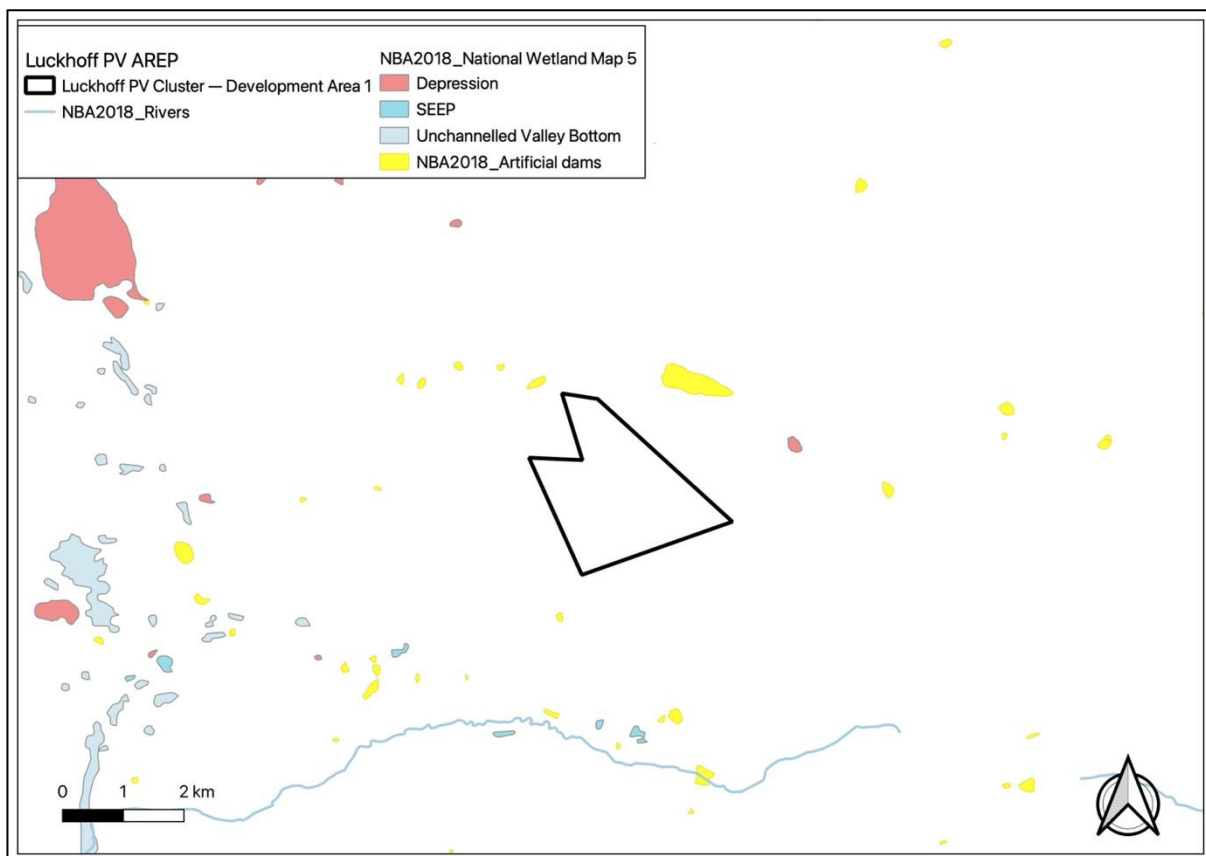 Luckhoff PV AREP
Luckhoff PV Cluster — Development Area 1
NBA2018_Rivers
NBA2018_National Wetland Map 5
Depression
SEEP
Unchannelled Valley Bottom
NBA2018_Artificial dams
0 1 2 km